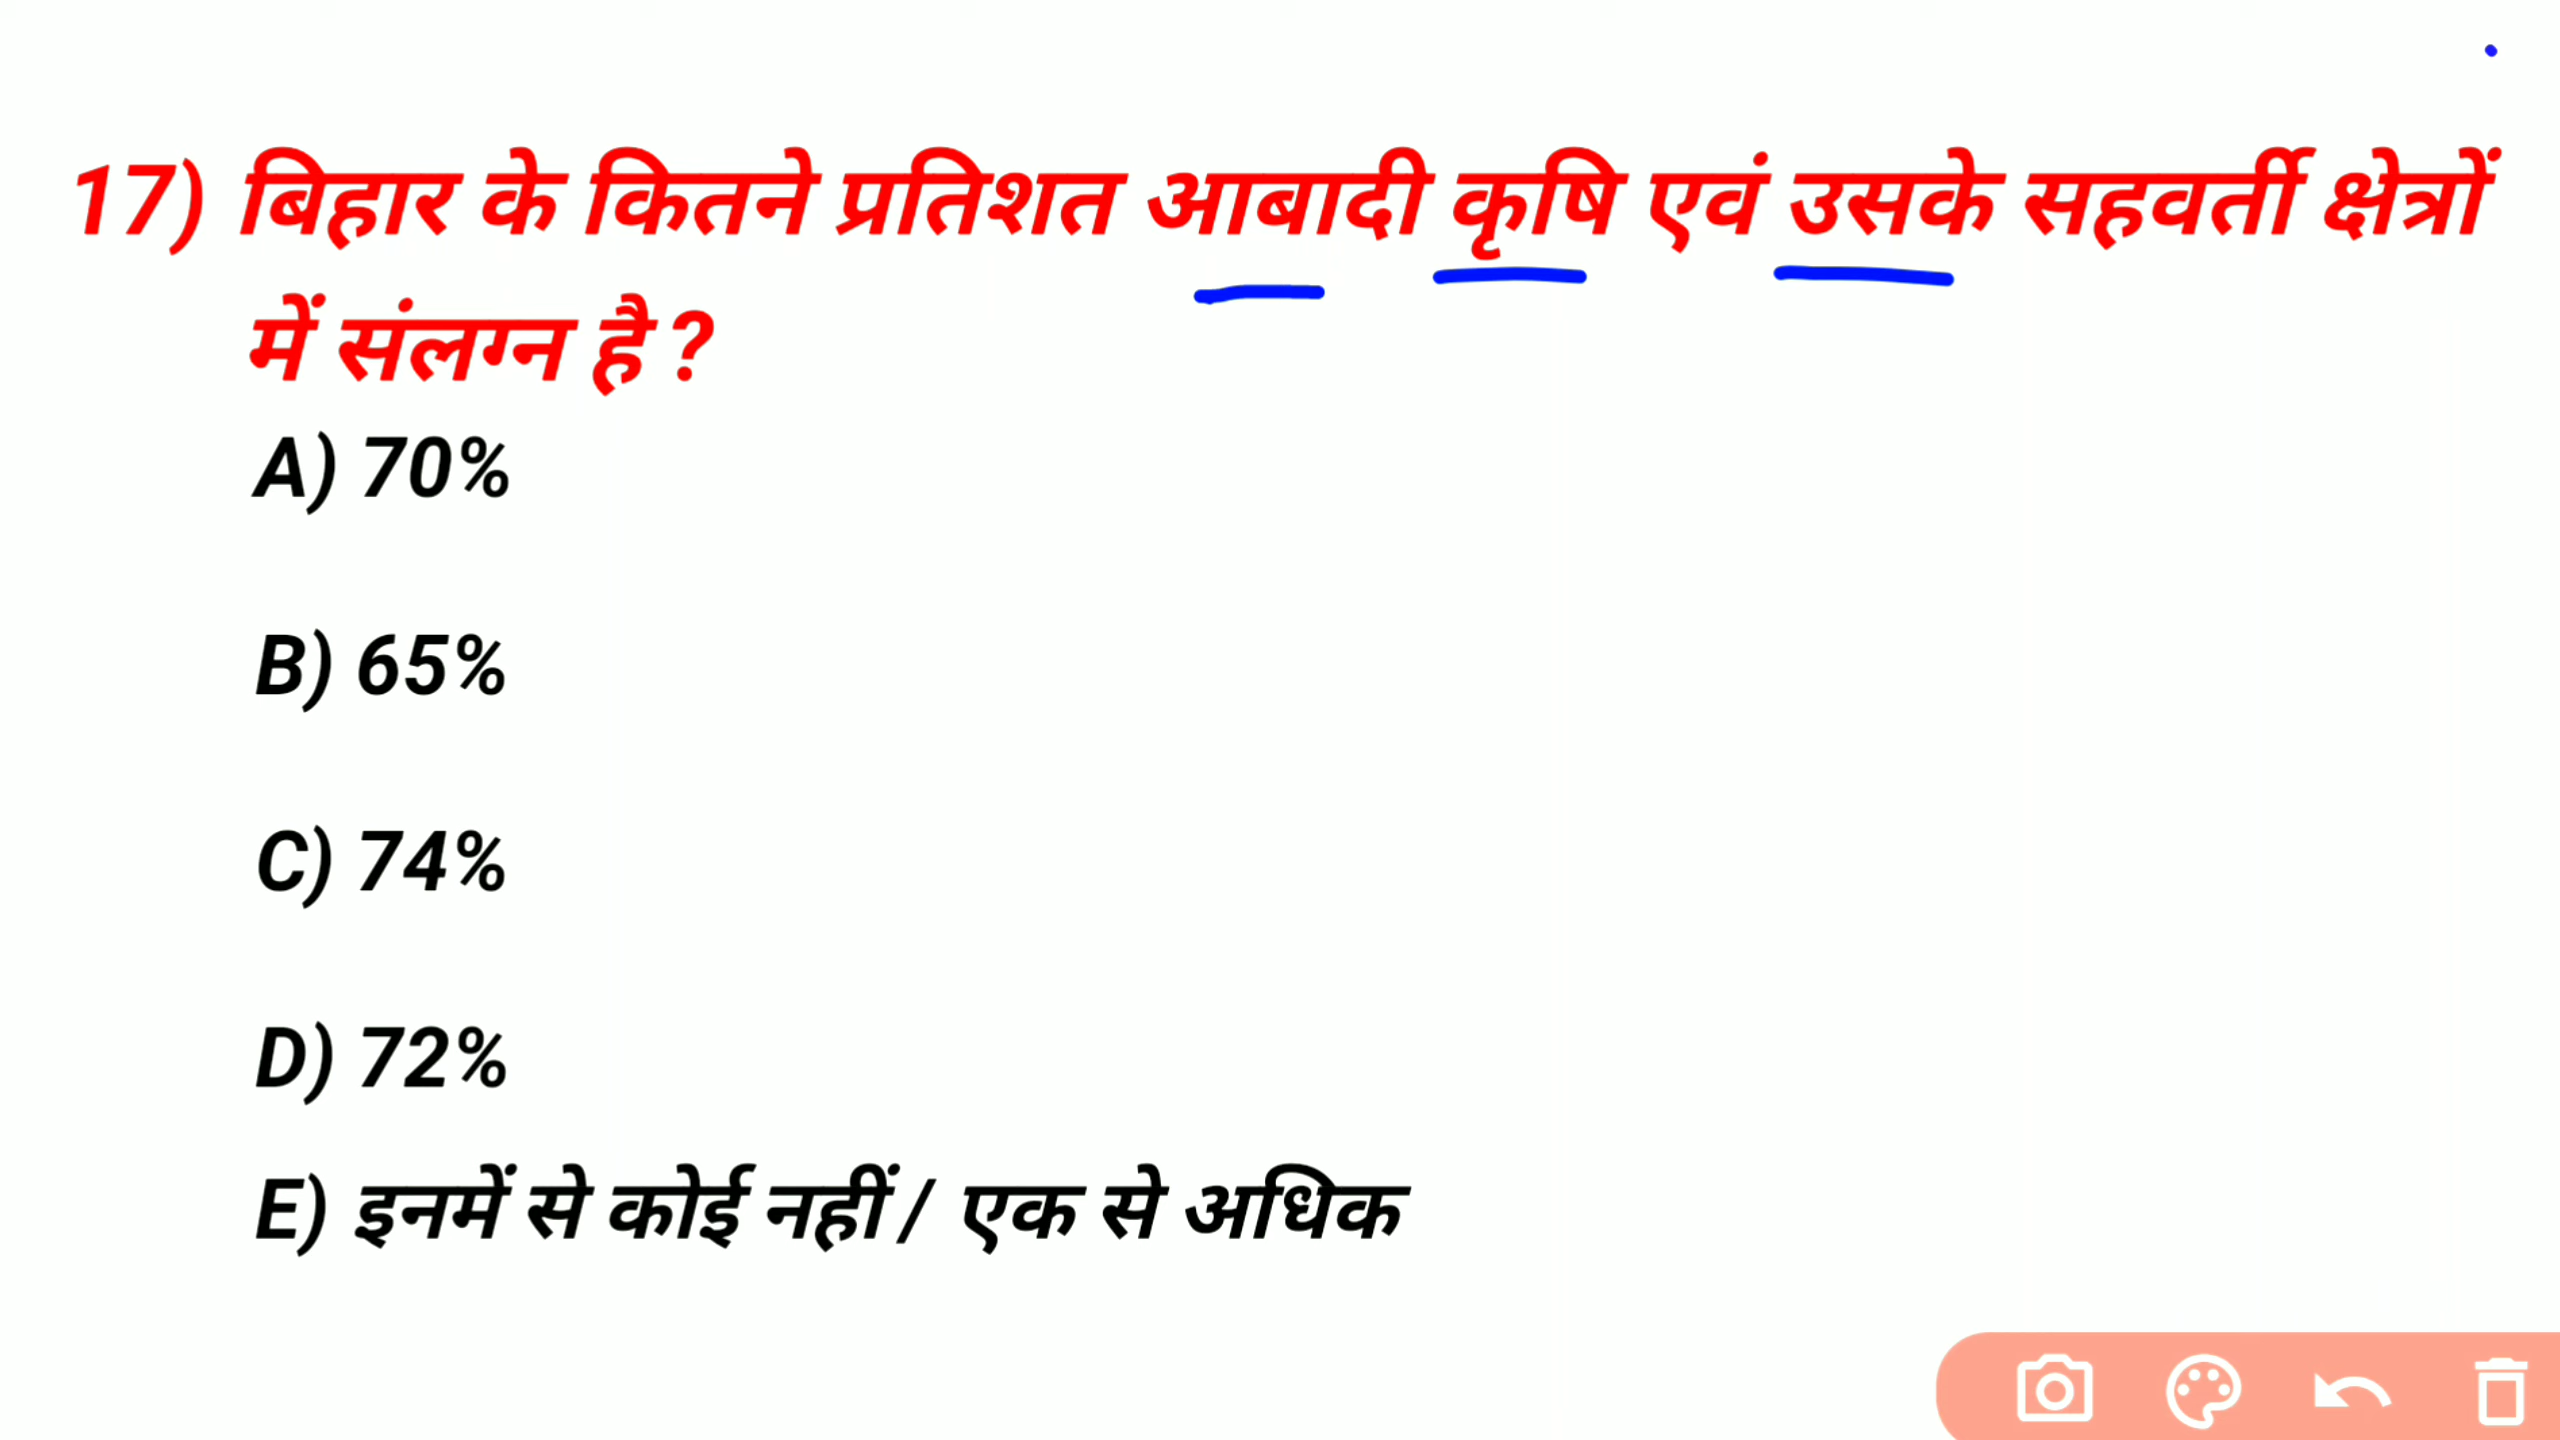 17) बिहार के कितने प्रतिशत आबादी कृषि एवं उसके सहवर्ती क्षेत्रों
में संलग्न है ?
A) 70%
B) 65%
C) 74%
D) 72%
E) इनमें से कोई नहीं / एक से अधिक